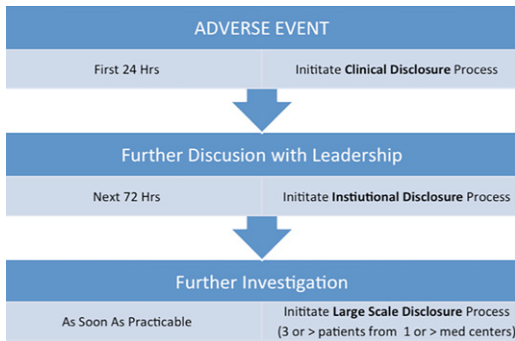 ADVERSE EVENT
First 24 Hrs Inititate Clinical Disclosure Process
Further Discusion with Leadership
Next 72 Hrs Inititate Instiutional Disclosure Process
Further Investigation
As Soon As Practicable Inititate Large Scale Disclosure Process
(3 or > patients from 1 or > med centers)